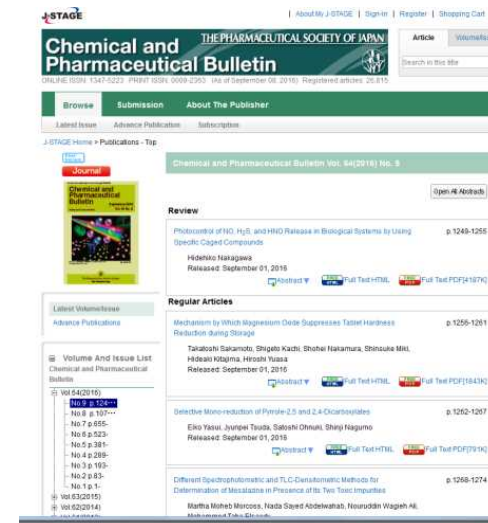 J-STAGE
About My J-STAGE | Sign-in | Register | Shopping Cart
Chemical and Pharmaceutical Bulletin
THE PHARMACEUTICAL SOCIETY OF JAPAN
ONLINE ISSN: 1347-5223 PRINT ISSN: 0009-2363 (As of September 08, 2016) Registered articles: 26,815
Article
Search in this title
Browse Submission About The Publisher
Latest Issue Advance Publication Subscription
J-STAGE Home > Publications - Top
Journal
Chemical and Pharmaceutical Bulletin
Chemical and Pharmaceutical Bulletin Vol. 64(2016) No. 9
Open All Abstracts
Review
Photocontrol of NO, H2S, and HNO Release in Biological Systems by Using Specific Caged Compounds
p.1249-1255
Hidehiko Nakagawa
Released: September 01, 2016
Abstract ▼ Full Text HTML Full Text PDF[4187K]
Regular Articles
Mechanism by Which Magnesium Oxide Suppresses Tablet Hardness Reduction during Storage
p.1256-1261
Takatoshi Sakamoto, Shigeo Kachi, Shohei Nakamura, Shinsuke Miki,
Hideaki Kitajima, Hiroshi Yuasa
Released: September 01, 2016
Abstract ▼ Full Text HTML Full Text PDF[1843K]
Selective Mono-reduction of Pyrrole-2,5 and 2,4-Dicarboxylates
p.1262-1267
Eiko Yasui, Jyunpei Tsuda, Satoshi Ohnuki, Shinji Nagumo
Released: September 01, 2016
Abstract ▼ Full Text HTML Full Text PDF[791K]
Different Spectrophotometric and TLC-Densitometric Methods for
Determination of Mesalazine in Presence of Its Two Toxic Impurities
p.1268-1274
Martha Moheb Morcoss, Nada Sayed Abdelwahab, Nouruddin Wagieh Ali,
Latest Volume/Issue
Advance Publications
Volume And Issue List
Chemical and Pharmaceutical Bulletin
Vol.64(2016)
No.9 p.124···
No.8 p.107···
No.7 p.655-
No.6 p.523-
No.5 p.381-
No.4 p.289-
No.3 p.193-
No.2 p.83-
No.1 p.1-
Vol.63(2015)
Vol.62(2014)